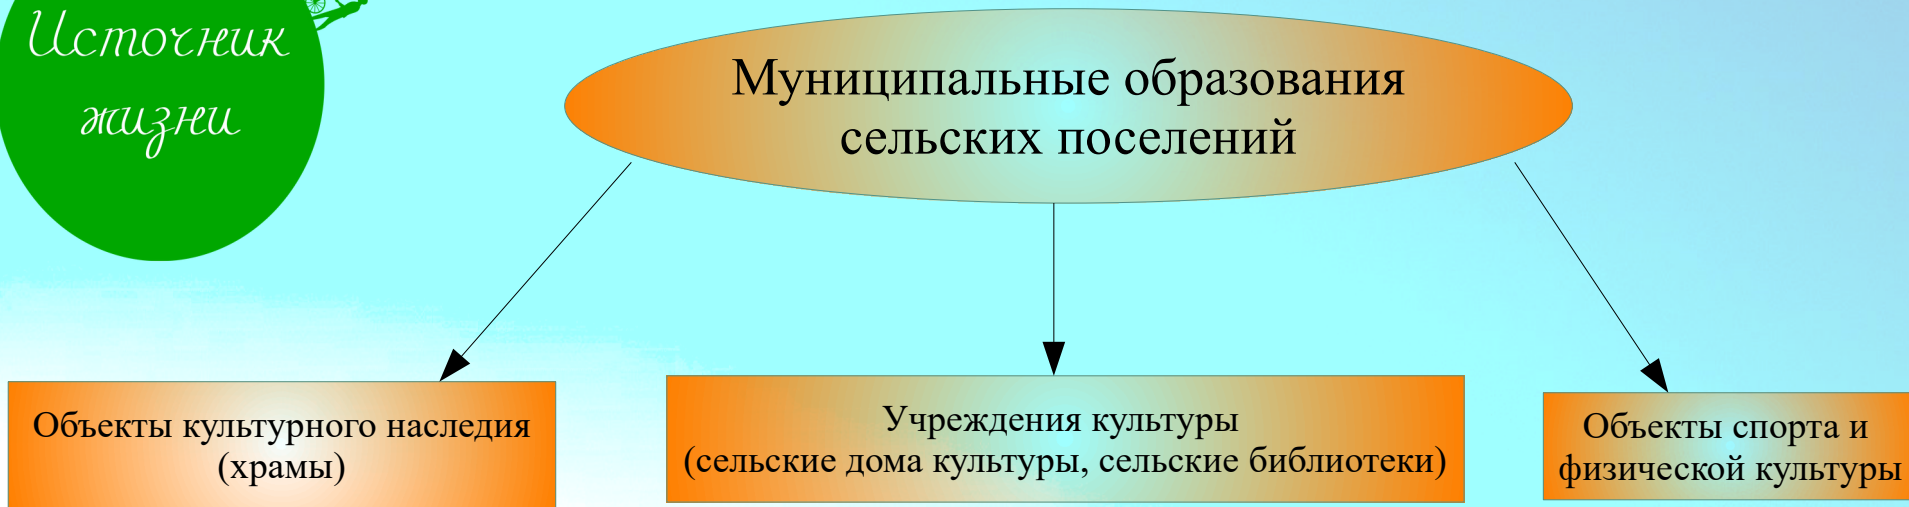 Источник
жизни
Муниципальные образования
сельских поселений
Объекты культурного наследия
(храмы)
Учреждения культуры
(сельские дома культуры, сельские библиотеки)
Объекты спорта и
физической культуры